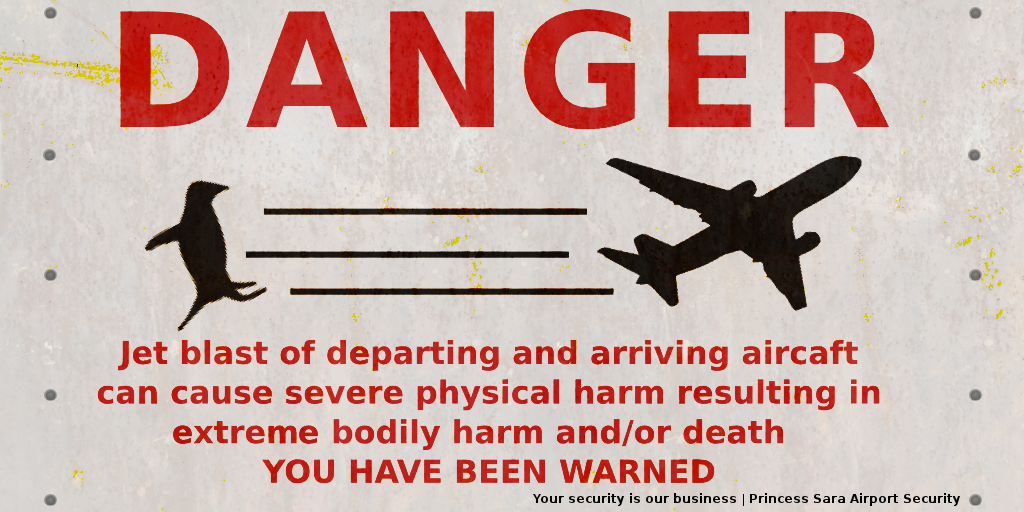 DANGER
Jet blast of departing and arriving aircaft
can cause severe physical harm resulting in
extreme bodily harm and/or death
YOU HAVE BEEN WARNED
Your security is our business | Princess Sara Airport Security